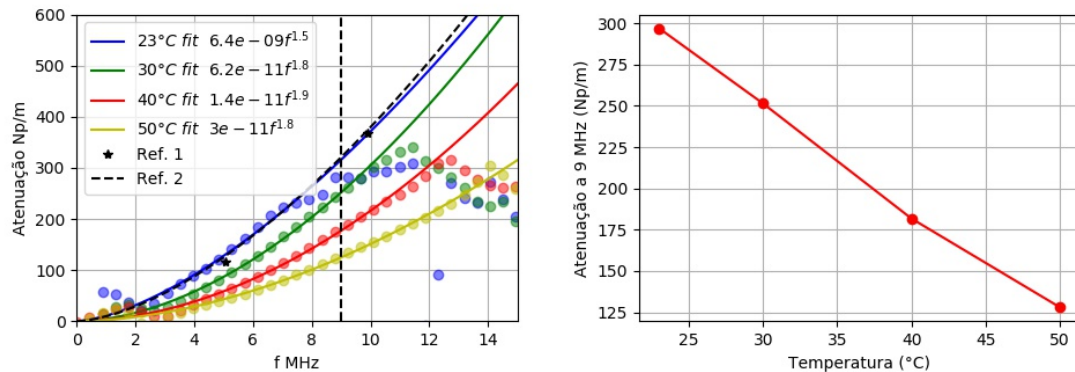 600
500
400
300
200
100
0
Atenuação Np/m
23°C fit 6.4e − 09f^1.5
30°C fit 6.2e − 11f^1.8
40°C fit 1.4e − 11f^1.9
50°C fit 3e − 11f^1.8
Ref. 1
Ref. 2
0 2 4 6 8 10 12 14
f MHz
300
275
250
225
200
175
150
125
Atenuação a 9 MHz (Np/m)
25 30 35 40 45 50
Temperatura (°C)